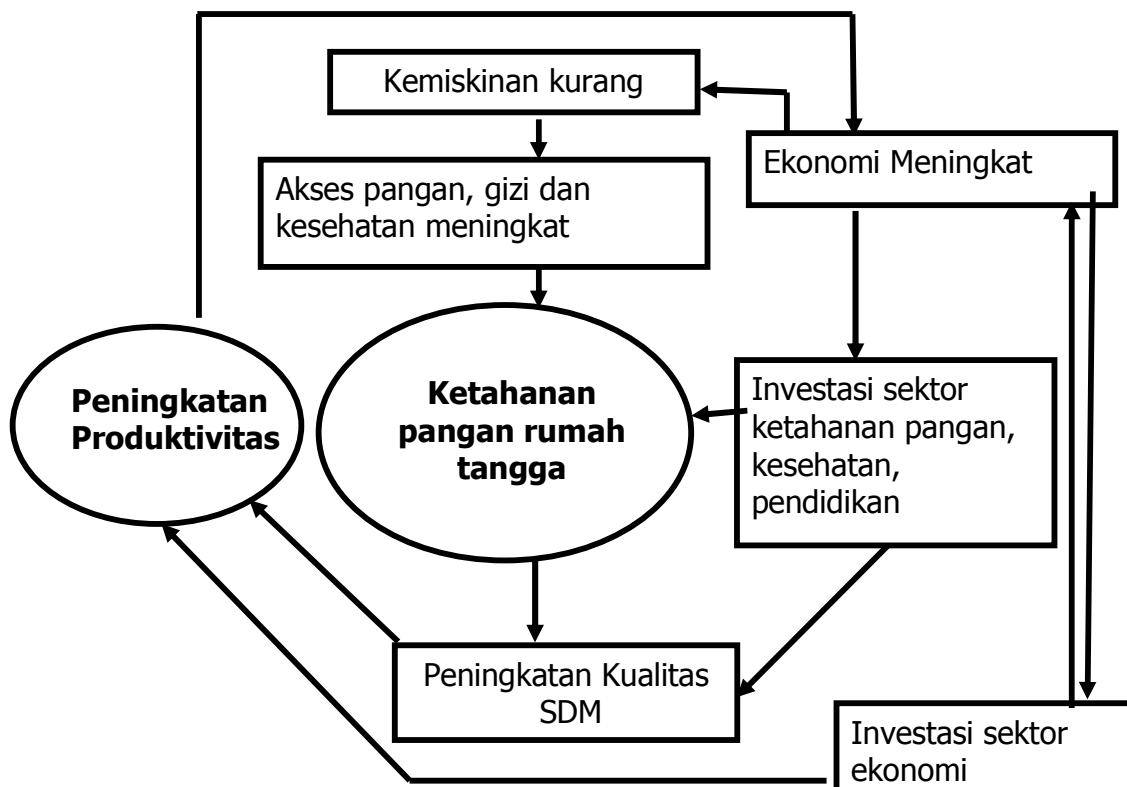 Kemiskinan kurang
Ekonomi Meningkat
Akses pangan, gizi dan
kesehatan meningkat
Peningkatan
Produktivitas
Ketahanan
pangan rumah
tangga
Investasi sektor
ketahanan pangan,
kesehatan,
pendidikan
Peningkatan Kualitas
SDM
Investasi sektor
ekonomi